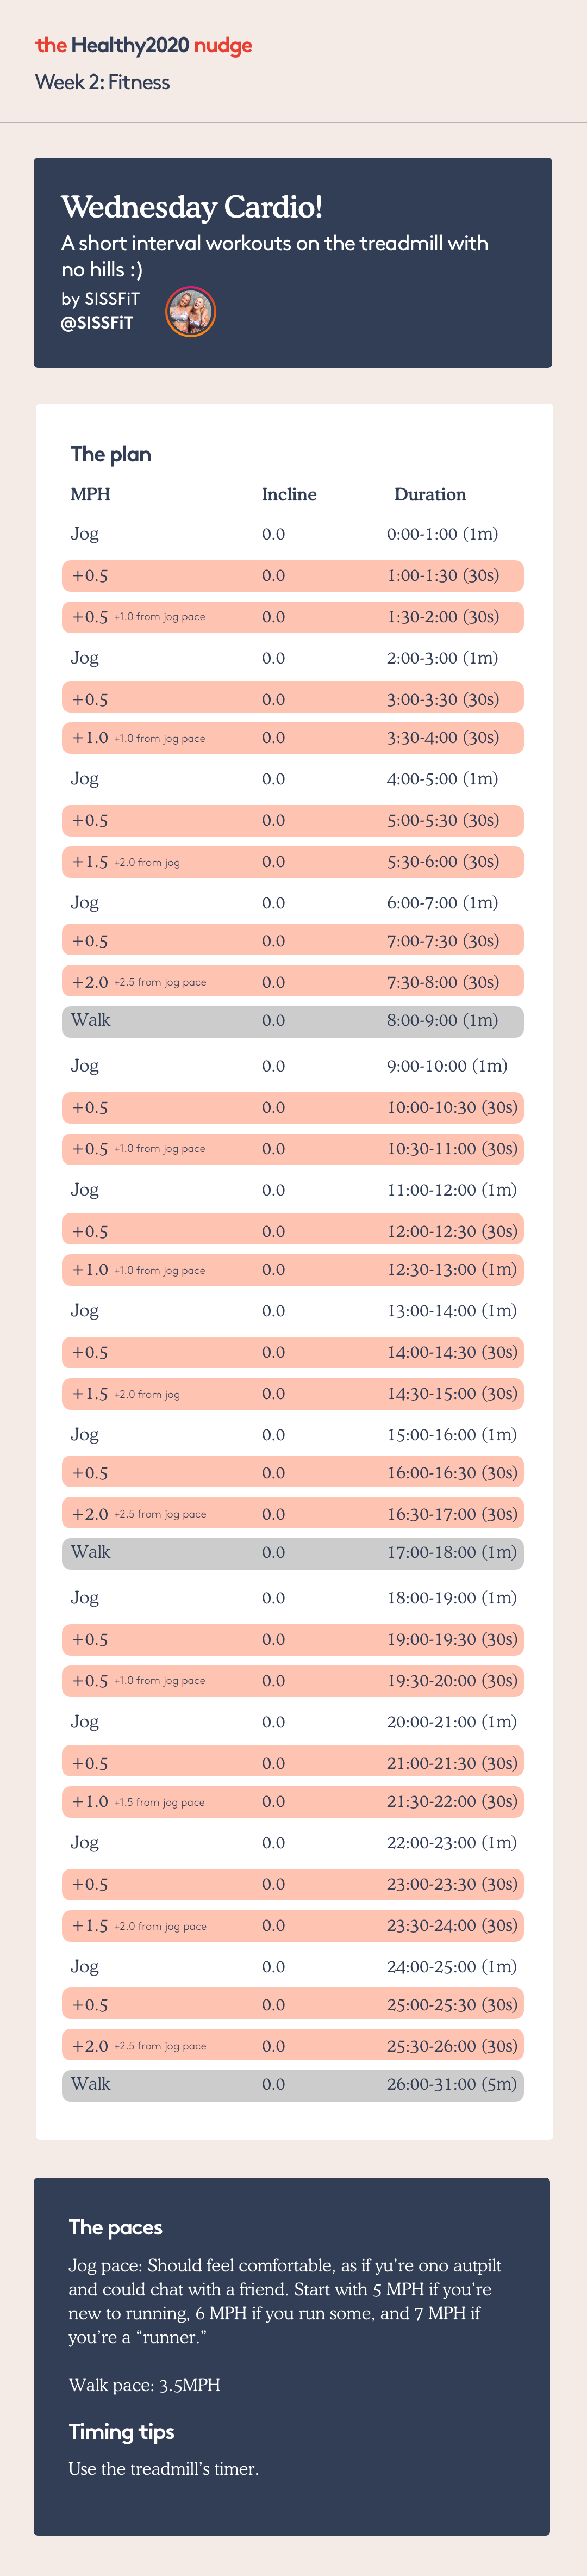 the Healthy2020 nudge
Week 2: Fitness
Wednesday Cardio!
A short interval workouts on the treadmill with
no hills :)
by SISSFiT
@SISSFiT
The plan
MPH Incline Duration
Jog 0.0 0:00-1:00 (1m)
+0.5 0.0 1:00-1:30 (30s)
+0.5 +1.0 from jog pace 0.0 1:30-2:00 (30s)
Jog 0.0 2:00-3:00 (1m)
+0.5 0.0 3:00-3:30 (30s)
+1.0 +1.0 from jog pace 0.0 3:30-4:00 (30s)
Jog 0.0 4:00-5:00 (1m)
+0.5 0.0 5:00-5:30 (30s)
+1.5 +2.0 from jog 0.0 5:30-6:00 (30s)
Jog 0.0 6:00-7:00 (1m)
+0.5 0.0 7:00-7:30 (30s)
+2.0 +2.5 from jog pace 0.0 7:30-8:00 (30s)
Walk 0.0 8:00-9:00 (1m)
Jog 0.0 9:00-10:00 (1m)
+0.5 0.0 10:00-10:30 (30s)
+0.5 +1.0 from jog pace 0.0 10:30-11:00 (30s)
Jog 0.0 11:00-12:00 (1m)
+0.5 0.0 12:00-12:30 (30s)
+1.0 +1.0 from jog pace 0.0 12:30-13:00 (1m)
Jog 0.0 13:00-14:00 (1m)
+0.5 0.0 14:00-14:30 (30s)
+1.5 +2.0 from jog 0.0 14:30-15:00 (30s)
Jog 0.0 15:00-16:00 (1m)
+0.5 0.0 16:00-16:30 (30s)
+2.0 +2.5 from jog pace 0.0 16:30-17:00 (30s)
Walk 0.0 17:00-18:00 (1m)
Jog 0.0 18:00-19:00 (1m)
+0.5 0.0 19:00-19:30 (30s)
+0.5 +1.0 from jog pace 0.0 19:30-20:00 (30s)
Jog 0.0 20:00-21:00 (1m)
+0.5 0.0 21:00-21:30 (30s)
+1.0 +1.5 from jog pace 0.0 21:30-22:00 (30s)
Jog 0.0 22:00-23:00 (1m)
+0.5 0.0 23:00-23:30 (30s)
+1.5 +2.0 from jog pace 0.0 23:30-24:00 (30s)
Jog 0.0 24:00-25:00 (1m)
+0.5 0.0 25:00-25:30 (30s)
+2.0 +2.5 from jog pace 0.0 25:30-26:00 (30s)
Walk 0.0 26:00-31:00 (5m)
The paces
Jog pace: Should feel comfortable, as if yu’re ono autpilt
and could chat with a friend. Start with 5 MPH if you’re
new to running, 6 MPH if you run some, and 7 MPH if
you’re a “runner.”
Walk pace: 3.5MPH
Timing tips
Use the treadmill’s timer.